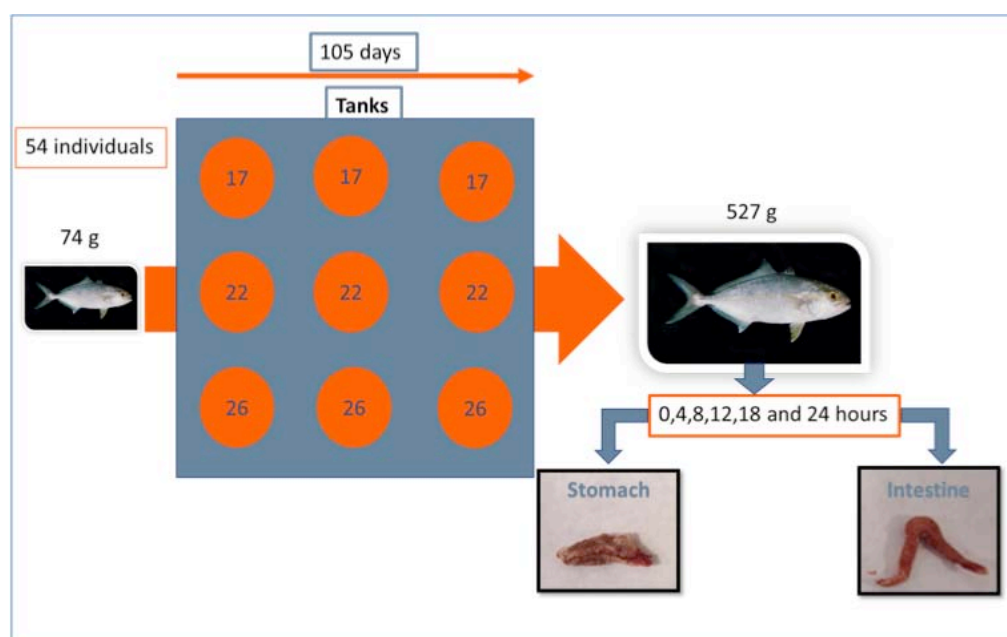 105 days
Tanks
54 individuals
17 17 17
527 g
74 g
22 22 22
26 26 26
0,4,8,12,18 and 24 hours
Stomach
Intestine